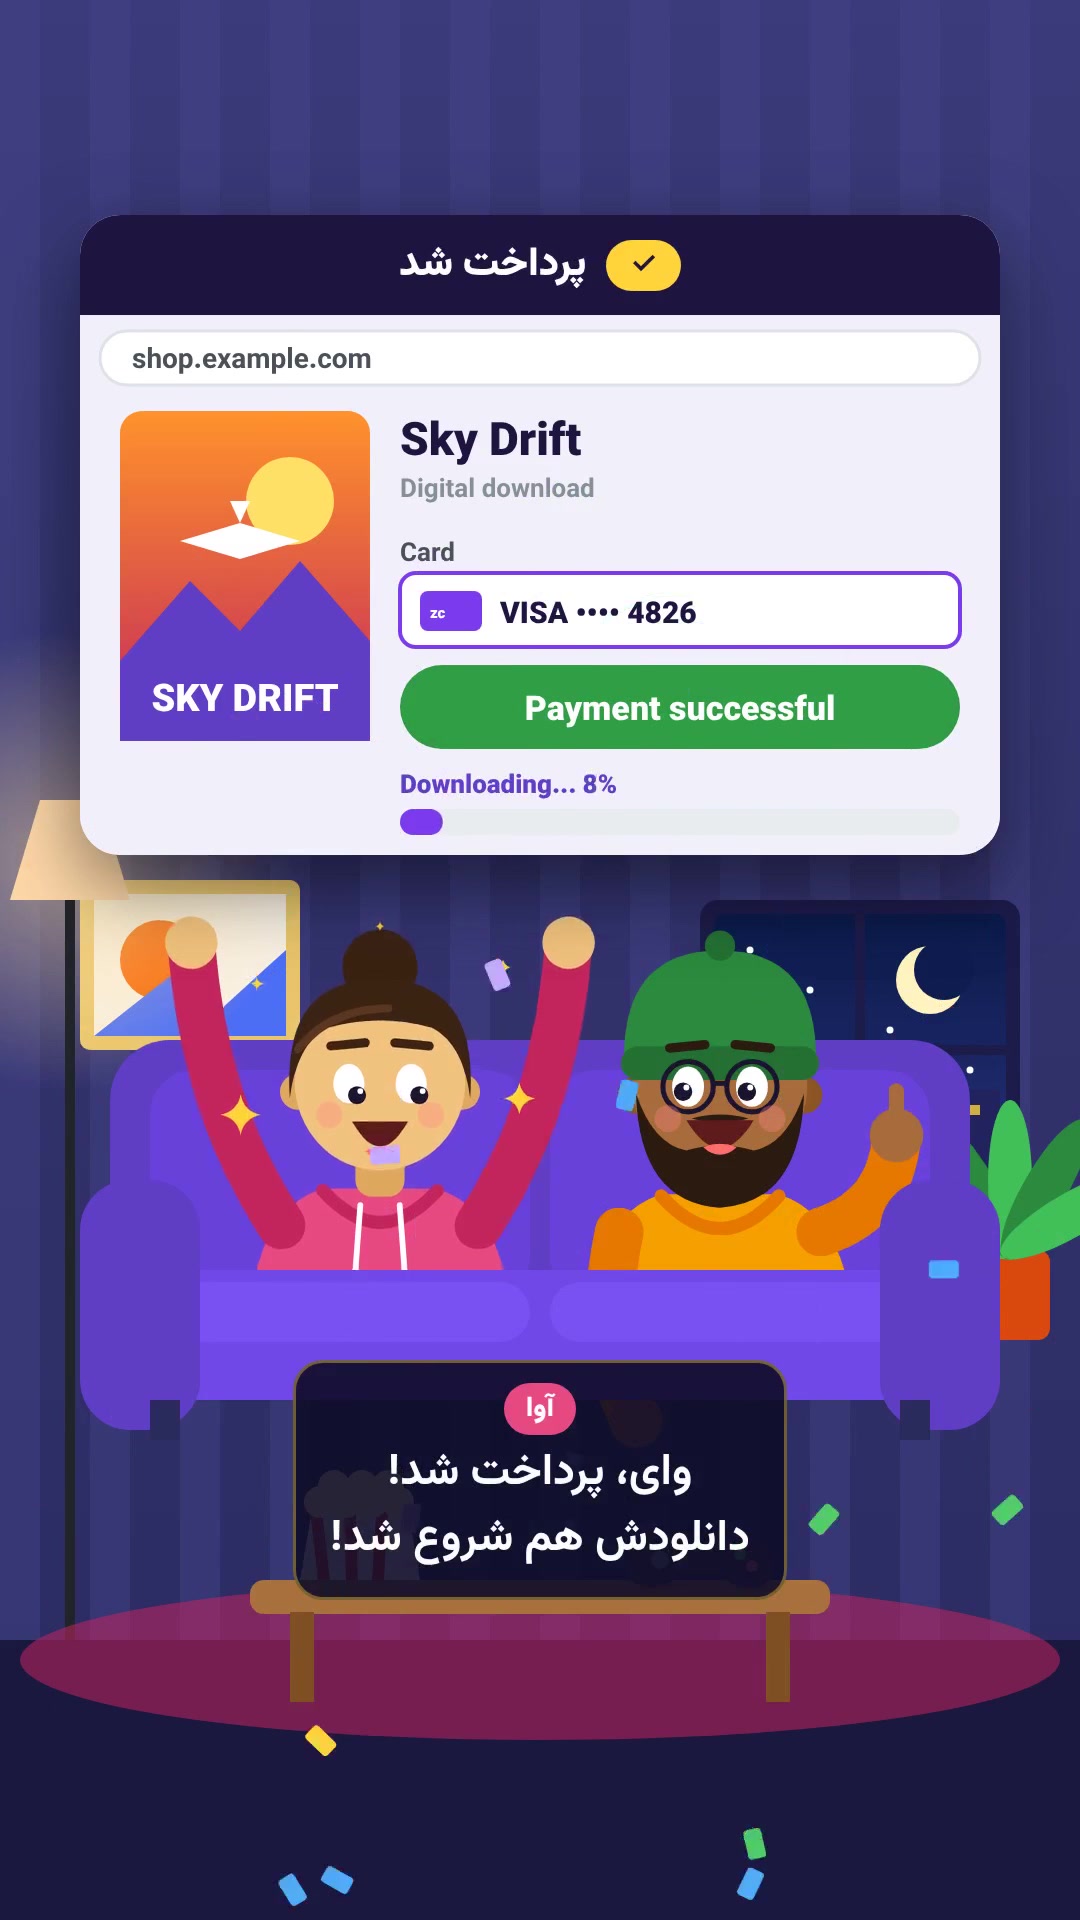 پرداخت شد ✓
shop.example.com
Sky Drift
Digital download
Card
zc VISA •••• 4826
SKY DRIFT
Payment successful
Downloading... 8%
آوا
وای، پرداخت شد!
دانلودش هم شروع شد!